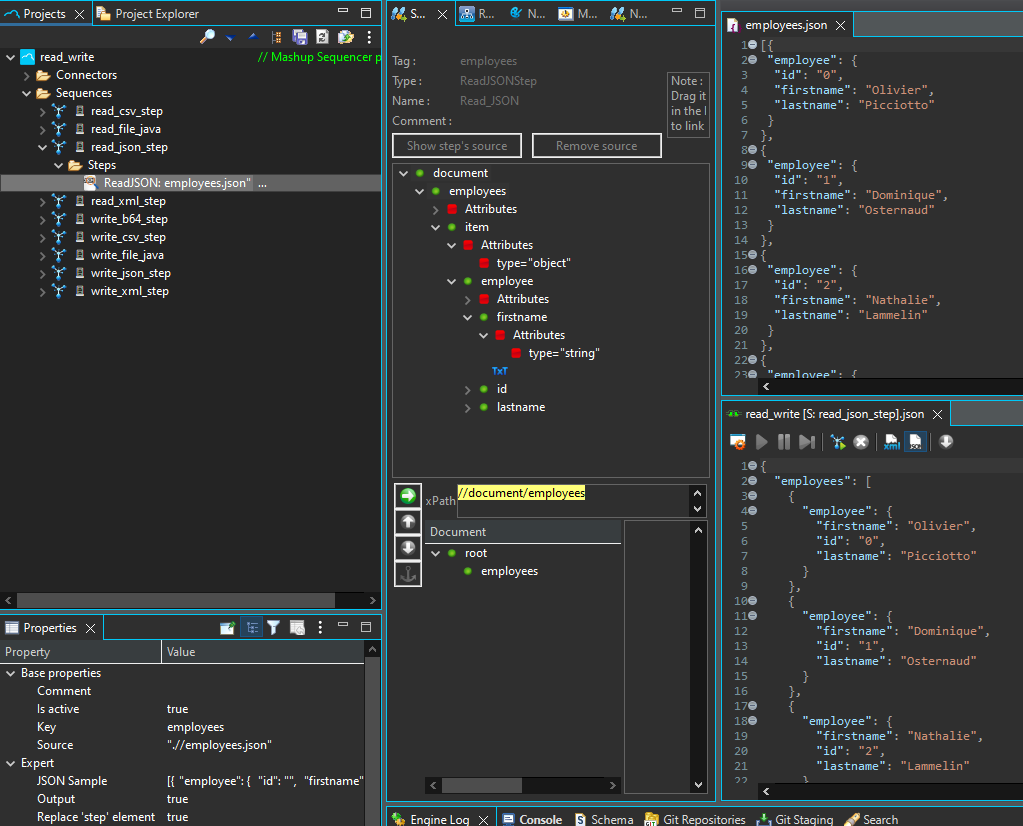 Projects
Project Explorer
read_write
// Mashup Sequencer p
Connectors
Sequences
read_csv_step
read_file_java
read_json_step
Steps
ReadJSON: employees.json" ...
read_xml_step
write_b64_step
write_csv_step
write_file_java
write_json_step
write_xml_step
Properties
Property Value
Base properties
Comment
Is active true
Key employees
Source ".//employees.json"
Expert
JSON Sample [{ "employee": { "id": "", "firstname"
Output true
Replace 'step' element true
S... R... N... M... N...
Tag : employees
Type : ReadJSONStep
Name : Read_JSON
Comment :
Note :
Drag it
in the l
to link
Show step's source
Remove source
document
employees
Attributes
item
Attributes
type="object"
employee
Attributes
firstname
Attributes
type="string"
TxT
id
lastname
xPath //document/employees
Document
root
employees
employees.json
1 [{
2 "employee": {
3 "id": "0",
4 "firstname": "Olivier",
5 "lastname": "Picciotto"
6 }
7 },
8 {
9 "employee": {
10 "id": "1",
11 "firstname": "Dominique",
12 "lastname": "Osternaud"
13 }
14 },
15 {
16 "employee": {
17 "id": "2",
18 "firstname": "Nathalie",
19 "lastname": "Lammelin"
20 }
21 },
22 {
23 "employee": {
read_write [S: read_json_step].json
xml
1 {
2 "employees": [
3 {
4 "employee": {
5 "firstname": "Olivier",
6 "id": "0",
7 "lastname": "Picciotto"
8 }
9 },
10 {
11 "employee": {
12 "firstname": "Dominique",
13 "id": "1",
14 "lastname": "Osternaud"
15 }
16 },
17 {
18 "employee": {
19 "firstname": "Nathalie",
20 "id": "2",
21 "lastname": "Lammelin"
22 }
Engine Log
Console
Schema
Git Repositories
Git Staging
Search